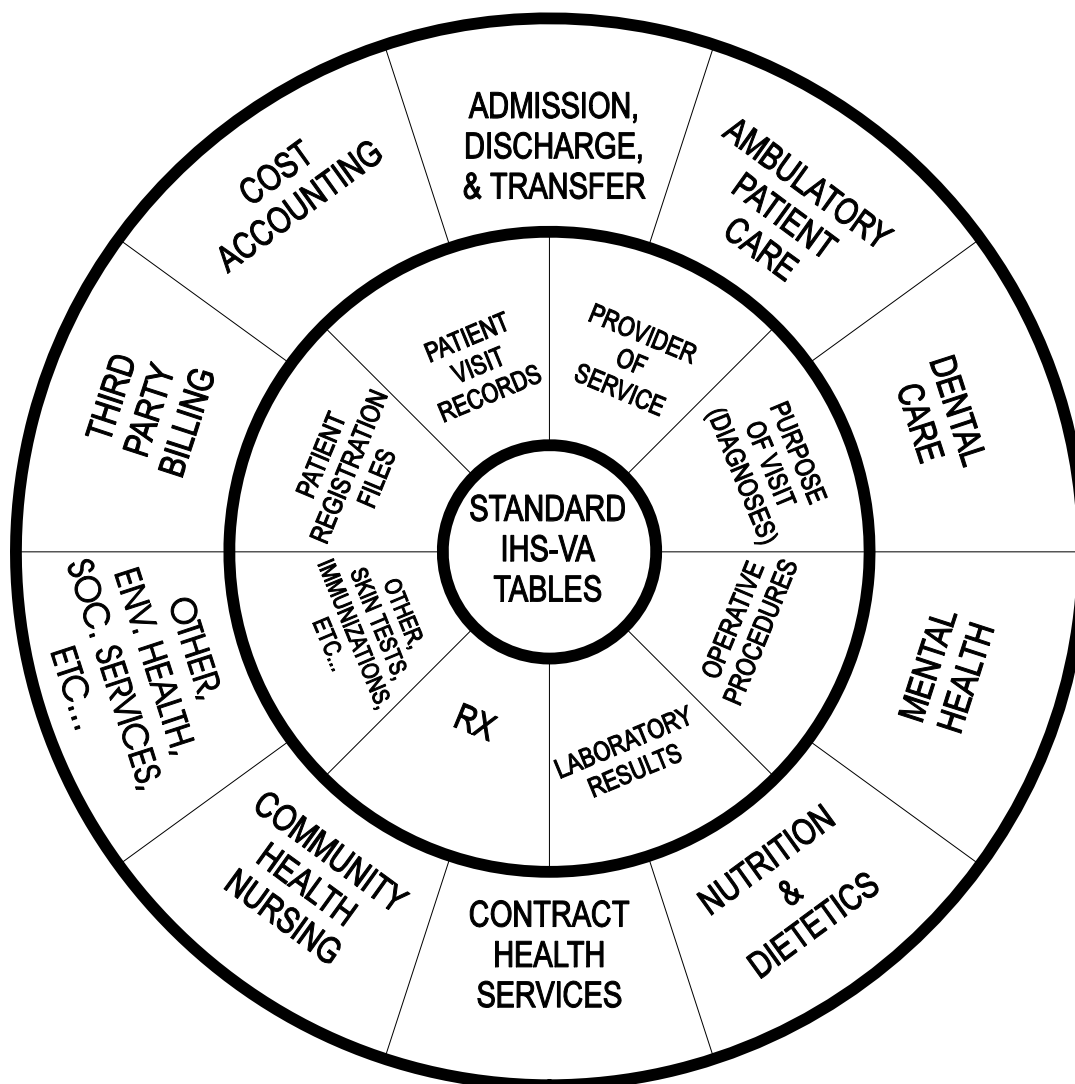 ADMISSION,
DISCHARGE,
& TRANSFER
AMBULATORY
PATIENT
CARE
DENTAL
CARE
MENTAL
HEALTH
NUTRITION
&
DIETETICS
CONTRACT
HEALTH
SERVICES
COMMUNITY
HEALTH
NURSING
OTHER,
ENV. HEALTH,
SOC. SERVICES,
ETC...
THIRD
PARTY
BILLING
COST
ACCOUNTING
PROVIDER
OF
SERVICE
PURPOSE
OF VISIT
(DIAGNOSES)
OPERATIVE
PROCEDURES
LABORATORY
RESULTS
RX
OTHER,
SKIN TESTS,
IMMUNIZATIONS,
ETC...
PATIENT
REGISTRATION
FILES
PATIENT
VISIT
RECORDS
STANDARD
IHS-VA
TABLES